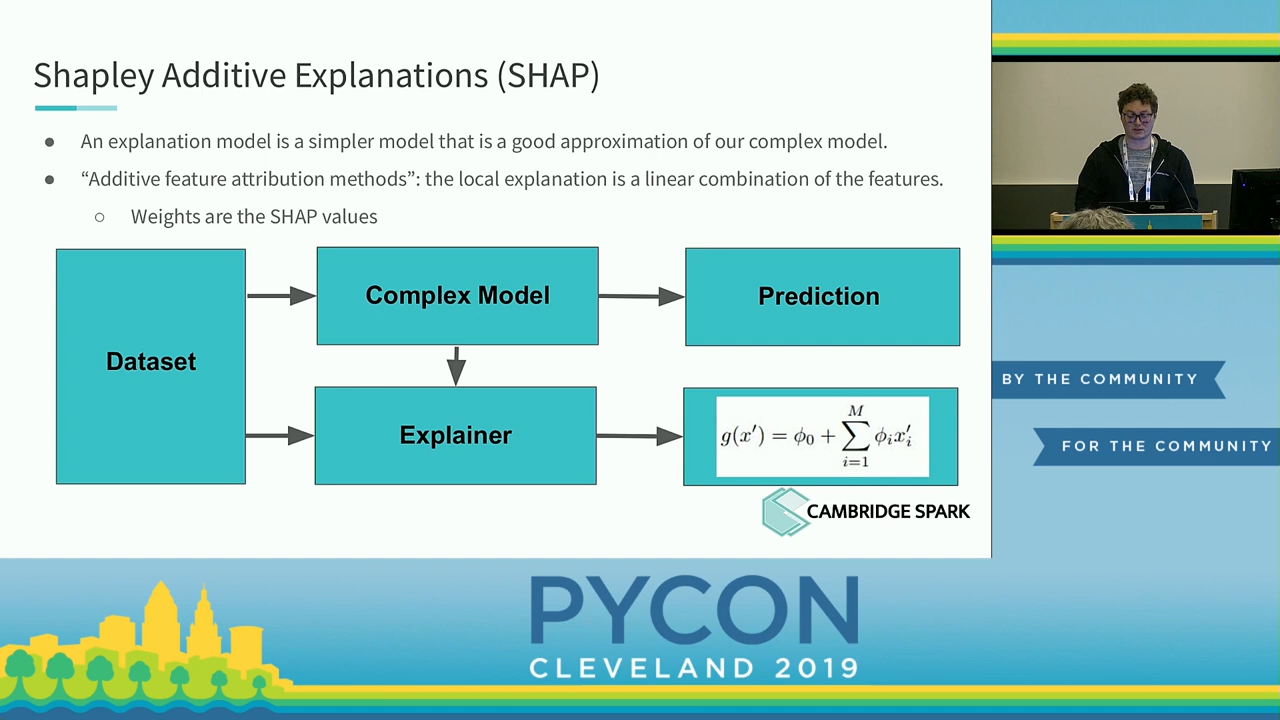 Shapley Additive Explanations (SHAP)
● An explanation model is a simpler model that is a good approximation of our complex model.
● “Additive feature attribution methods”: the local explanation is a linear combination of the features.
○ Weights are the SHAP values
Dataset
Complex Model
Prediction
Explainer
g(x′) = ϕ₀ + ∑ᵢ₌₁ᴹ ϕᵢx′ᵢ
CAMBRIDGE SPARK
BY THE COMMUNITY
FOR THE COMMUNITY
PYCON
CLEVELAND 2019